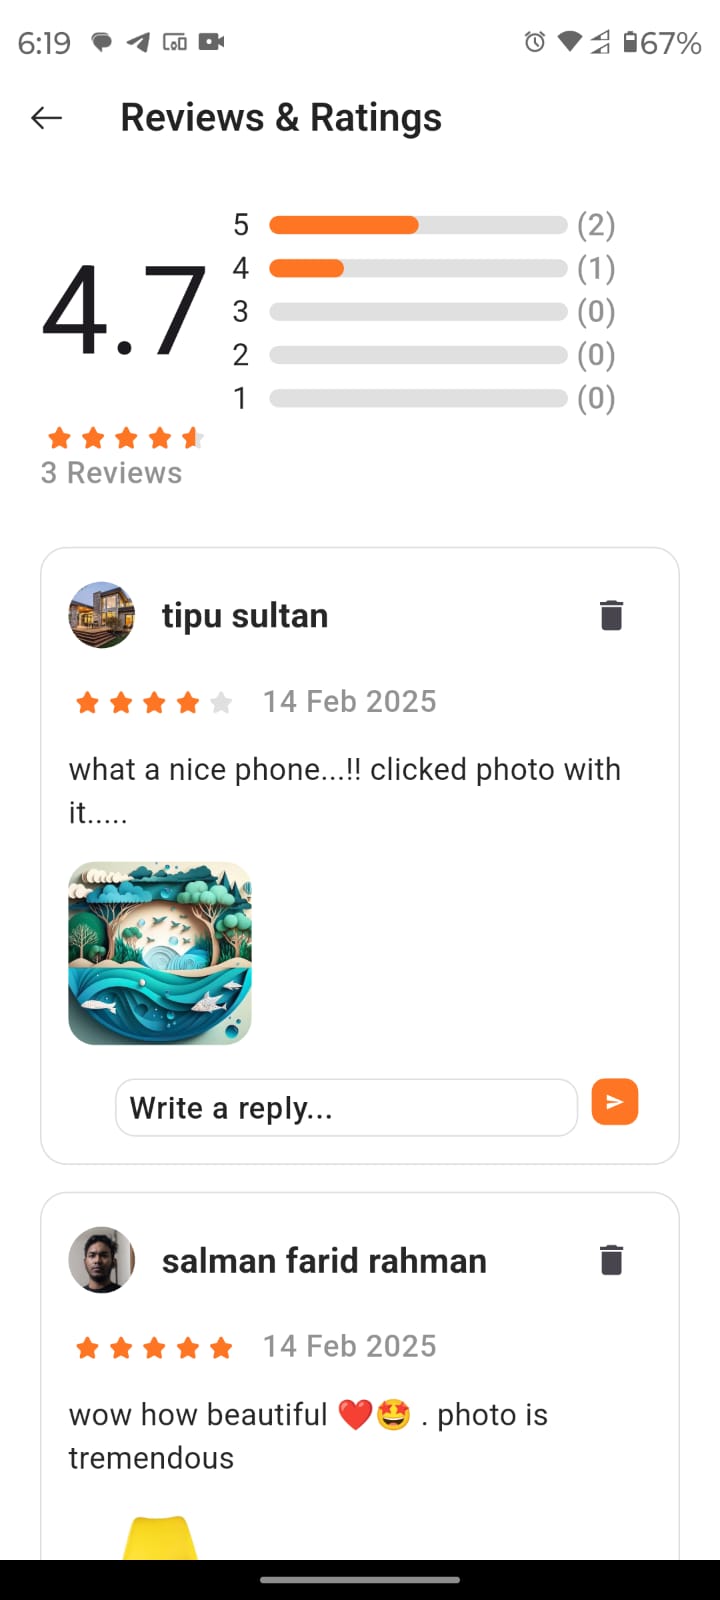 6:19
67%
Reviews & Ratings
5 (2)
4 (1)
3 (0)
2 (0)
1 (0)
4.7
3 Reviews
tipu sultan
14 Feb 2025
what a nice phone...!! clicked photo with
it.....
Write a reply...
salman farid rahman
14 Feb 2025
wow how beautiful ❤️🤩 . photo is
tremendous